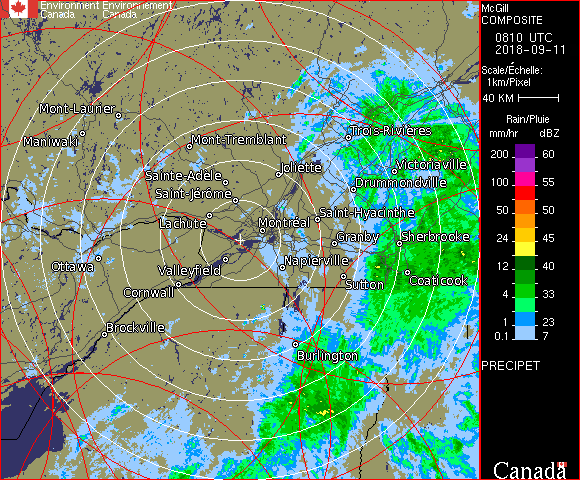 Environment Environnement
Canada Canada
McGill
COMPOSITE
0810 UTC
2018-09-11
Scale/Échelle:
1km/Pixel
40 KM
Rain/Pluie
mm/hr dBZ
200 60
100 55
50 50
24 45
12 40
4 33
1 23
0.1 7
PRECIPET
Canada
Mont-Laurier
Maniwaki
Mont-Tremblant
Trois-Rivières
Sainte-Adèle
Joliette
Victoriaville
Saint-Jérôme
Drummondville
Lachute
Montréal
Saint-Hyacinthe
Granby
Sherbrooke
Ottawa
Valleyfield
Napierville
Cornwall
Sutton
Coaticook
Brockville
Burlington